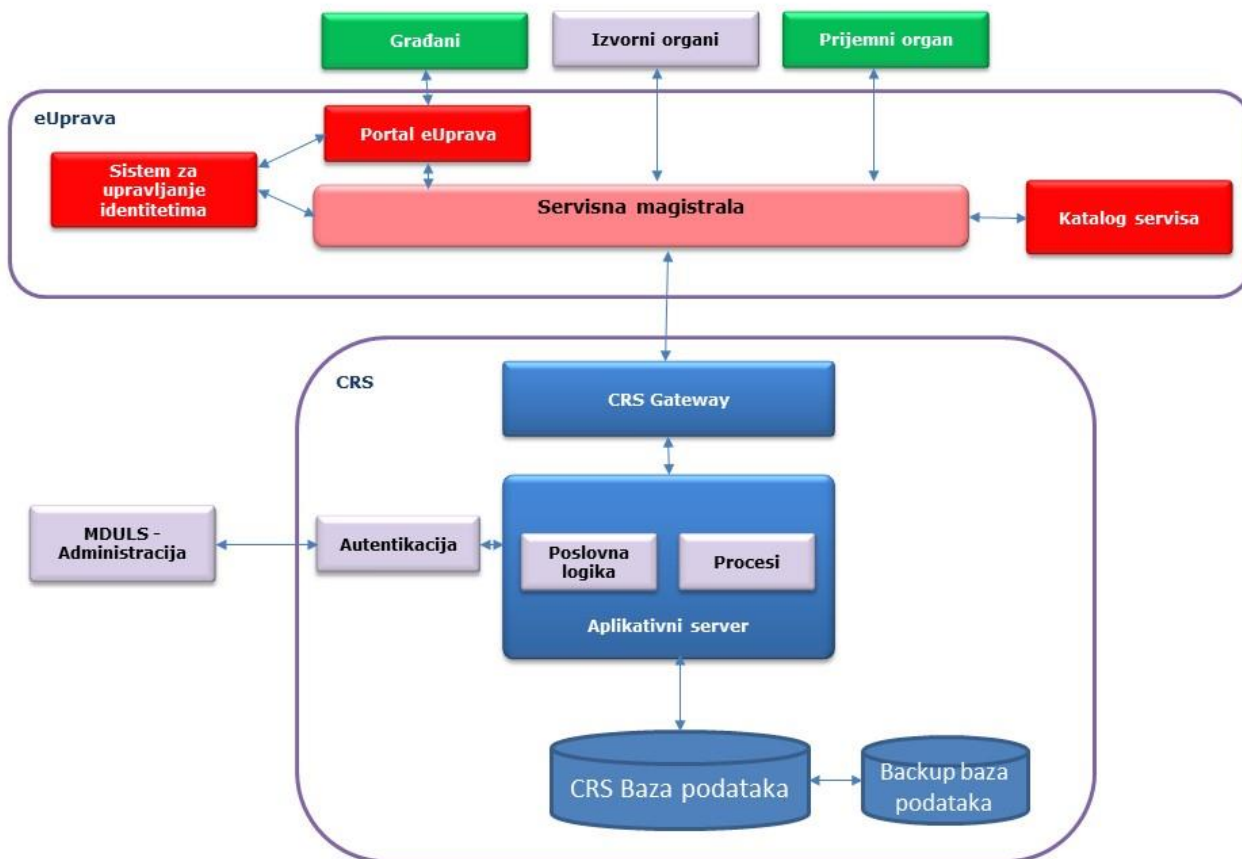 Građani
Izvorni organi
Prijemni organ
eUprava
Portal eUprava
Sistem za
upravljanje
identitetima
Servisna magistrala
Katalog servisa
CRS
CRS Gateway
MDULS -
Administracija
Autentikacija
Poslovna
logika
Procesi
Aplikativni server
CRS Baza podataka
Backup baza
podataka